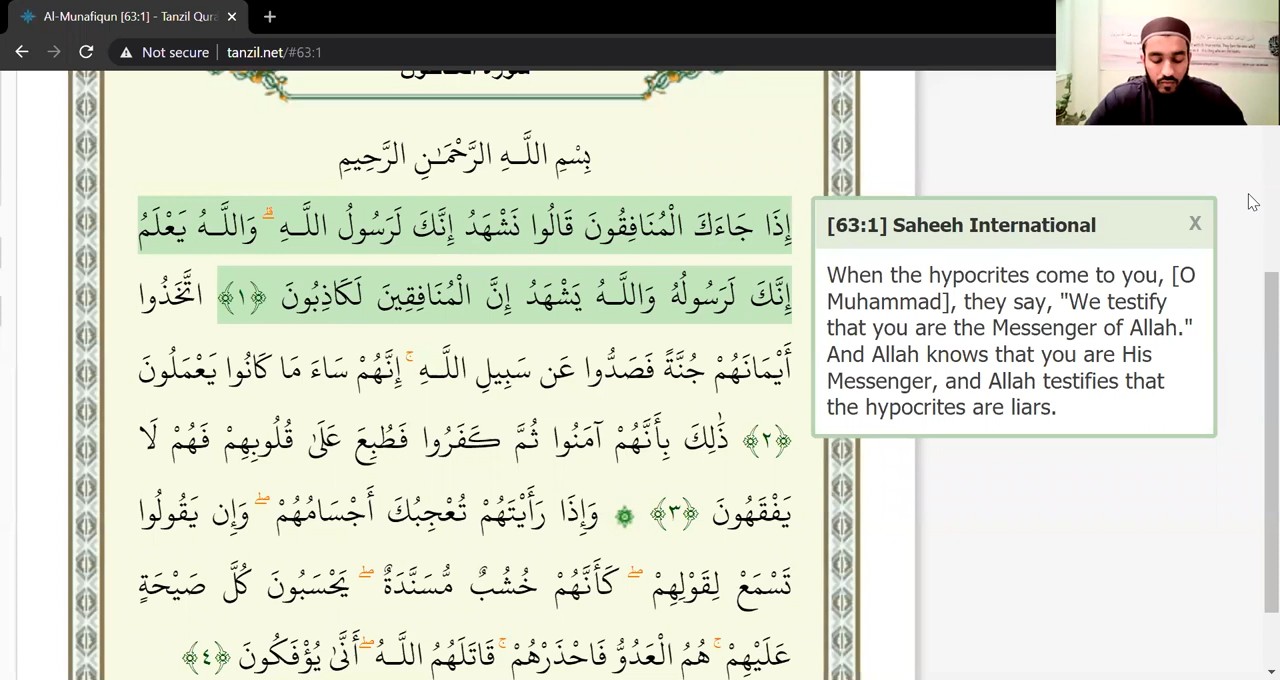 Al-Munafiqun [63:1] - Tanzil Qura
Not secure
tanzil.net/#63:1
بِسْمِ اللَّـهِ الرَّحْمَـٰنِ الرَّحِيمِ
إِذَا جَاءَكَ الْمُنَافِقُونَ قَالُوا نَشْهَدُ إِنَّكَ لَرَسُولُ اللَّـهِ ۗ وَاللَّـهُ يَعْلَمُ
إِنَّكَ لَرَسُولُهُ وَاللَّـهُ يَشْهَدُ إِنَّ الْمُنَافِقِينَ لَكَاذِبُونَ ﴿١﴾ اتَّخَذُوا
أَيْمَانَهُمْ جُنَّةً فَصَدُّوا عَن سَبِيلِ اللَّـهِ ۚ إِنَّهُمْ سَاءَ مَا كَانُوا يَعْمَلُونَ
﴿٢﴾ ذَٰلِكَ بِأَنَّهُمْ آمَنُوا ثُمَّ كَفَرُوا فَطُبِعَ عَلَىٰ قُلُوبِهِمْ فَهُمْ لَا
يَفْقَهُونَ ﴿٣﴾ ۞ وَإِذَا رَأَيْتَهُمْ تُعْجِبُكَ أَجْسَامُهُمْ ۖ وَإِن يَقُولُوا
تَسْمَعْ لِقَوْلِهِمْ ۖ كَأَنَّهُمْ خُشُبٌ مُّسَنَّدَةٌ ۖ يَحْسَبُونَ كُلَّ صَيْحَةٍ
عَلَيْهِمْ ۚ هُمُ الْعَدُوُّ فَاحْذَرْهُمْ ۚ قَاتَلَهُمُ اللَّـهُ ۖ أَنَّىٰ يُؤْفَكُونَ ﴿٤﴾
[63:1] Saheeh International
X
When the hypocrites come to you, [O
Muhammad], they say, "We testify
that you are the Messenger of Allah."
And Allah knows that you are His
Messenger, and Allah testifies that
the hypocrites are liars.